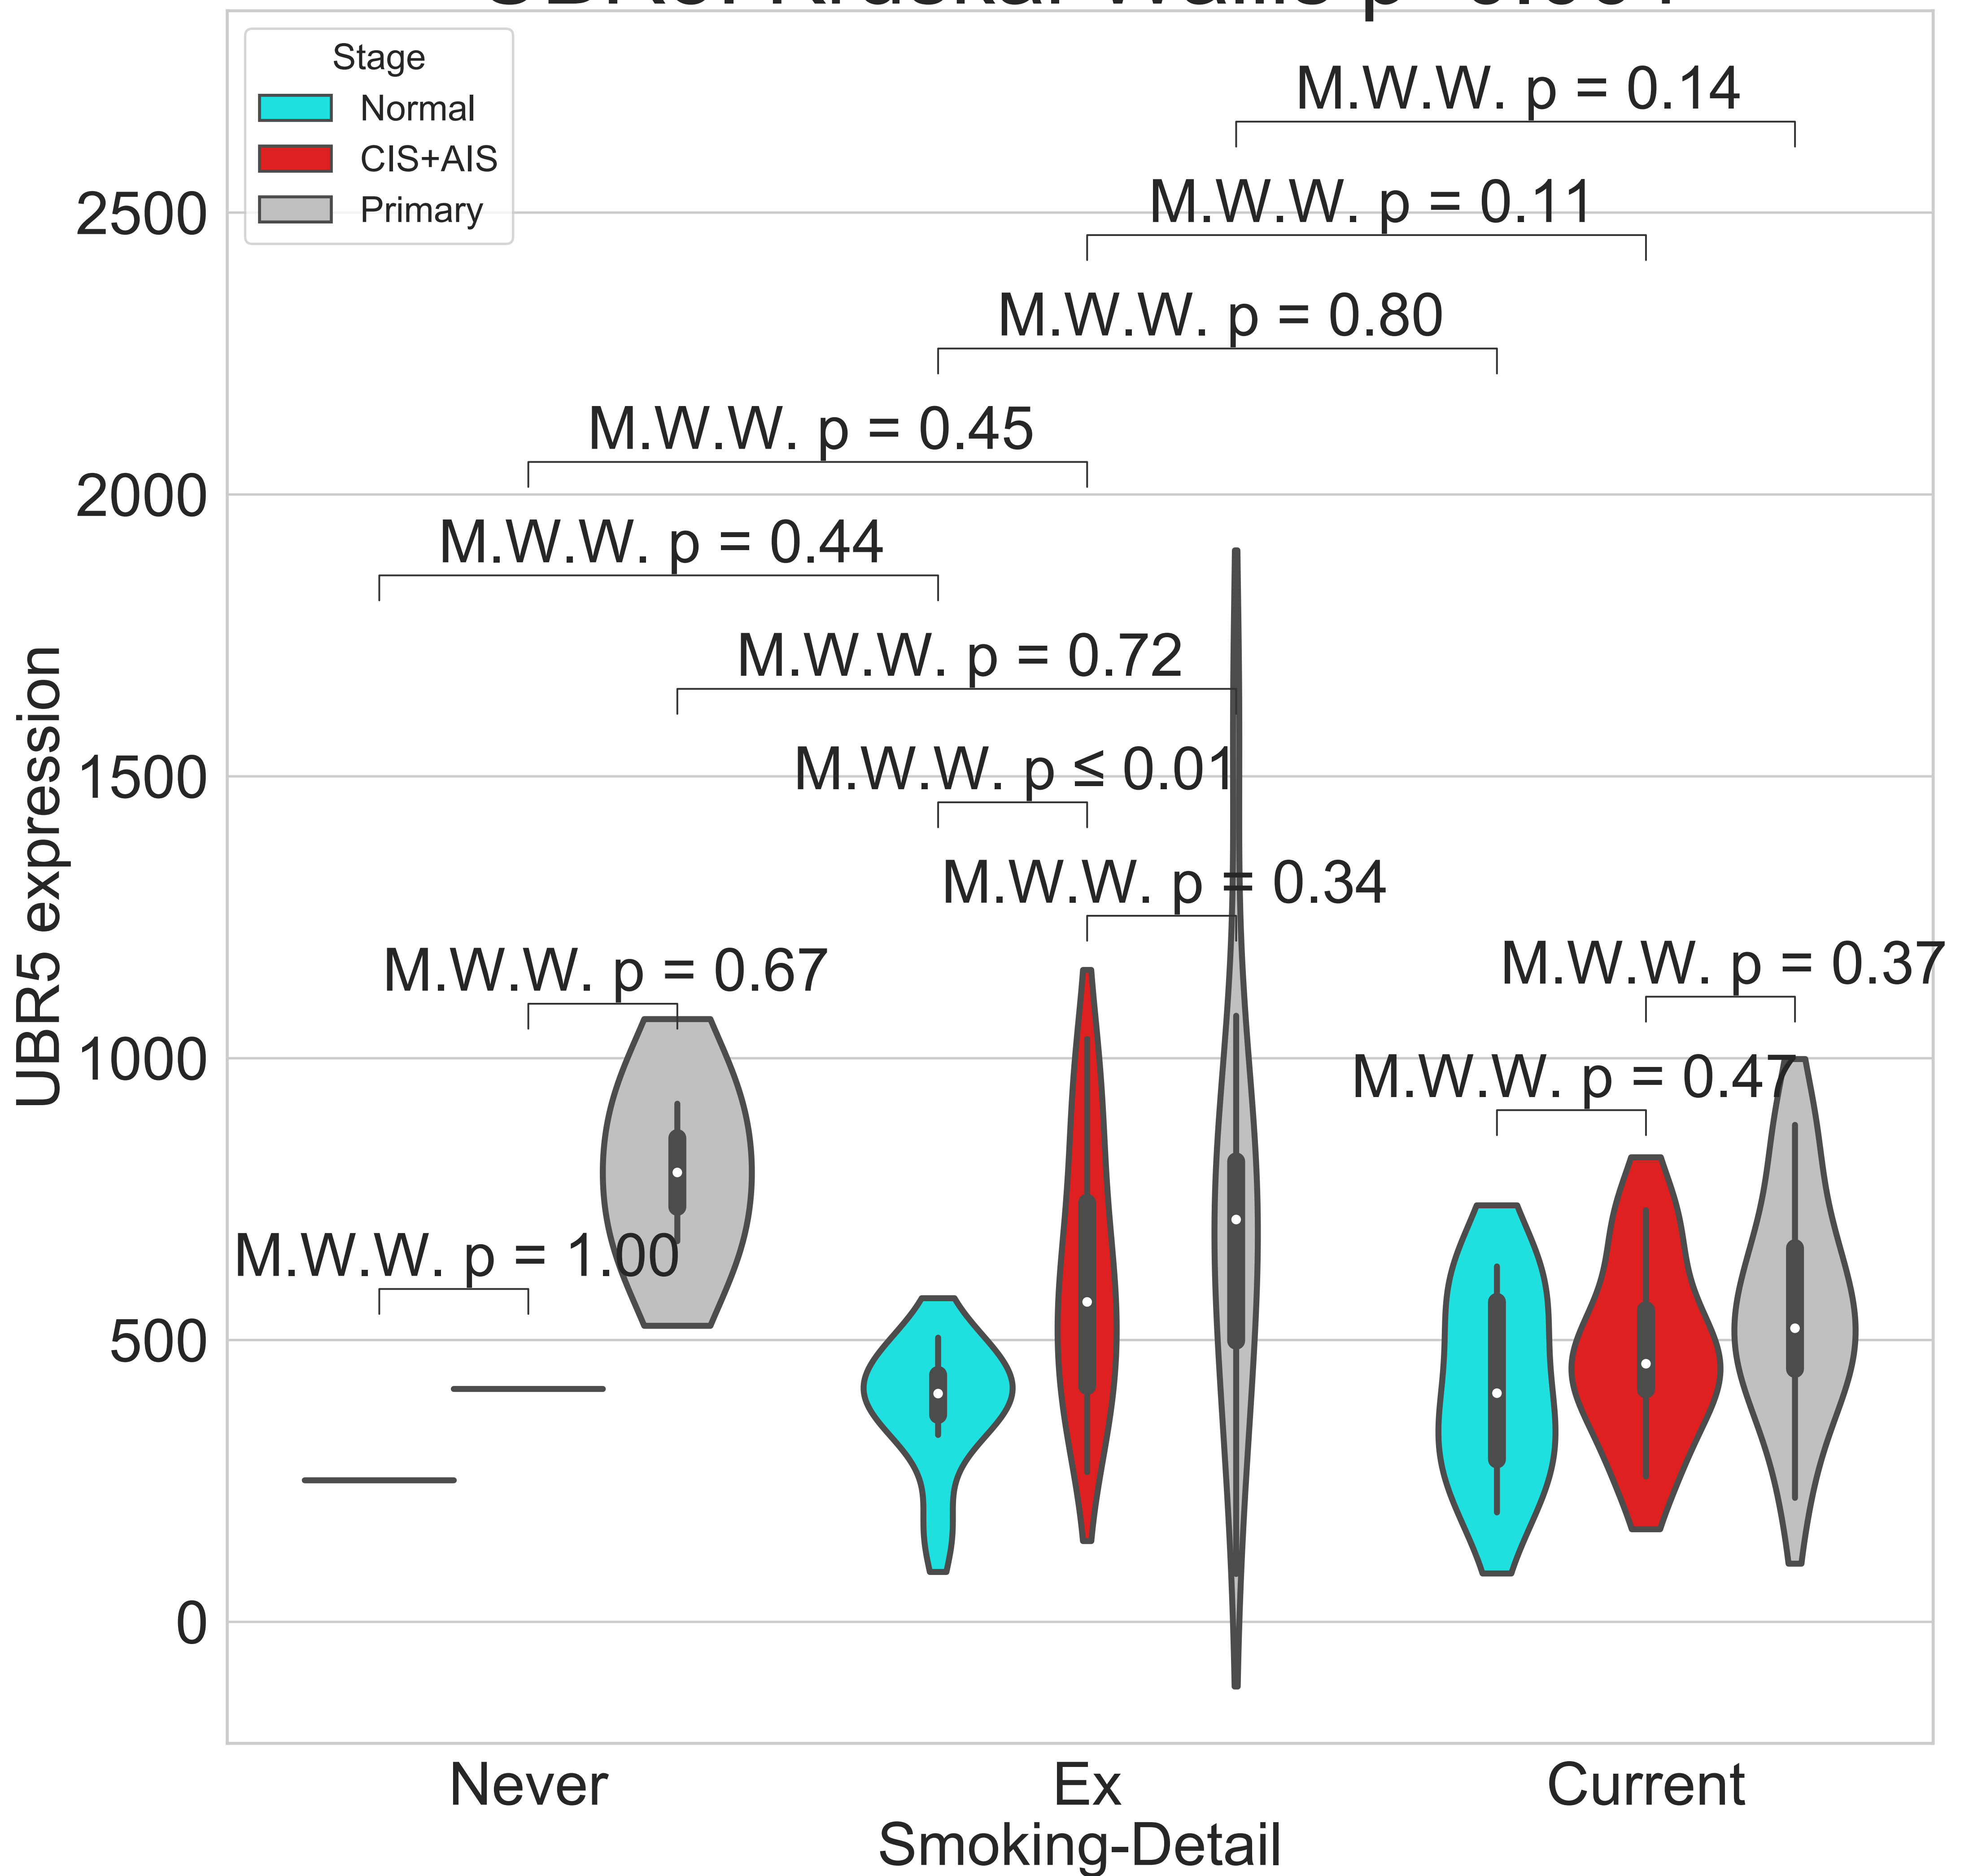 Stage
Normal
CIS+AIS
Primary
M.W.W. p = 0.14
M.W.W. p = 0.11
M.W.W. p = 0.80
M.W.W. p = 0.45
M.W.W. p = 0.44
M.W.W. p = 0.72
M.W.W. p ≤ 0.01
M.W.W. p = 0.34
M.W.W. p = 0.67
M.W.W. p = 0.37
M.W.W. p = 0.47
M.W.W. p = 1.00
2500
2000
1500
1000
500
0
UBR5 expression
Never
Ex
Current
Smoking-Detail